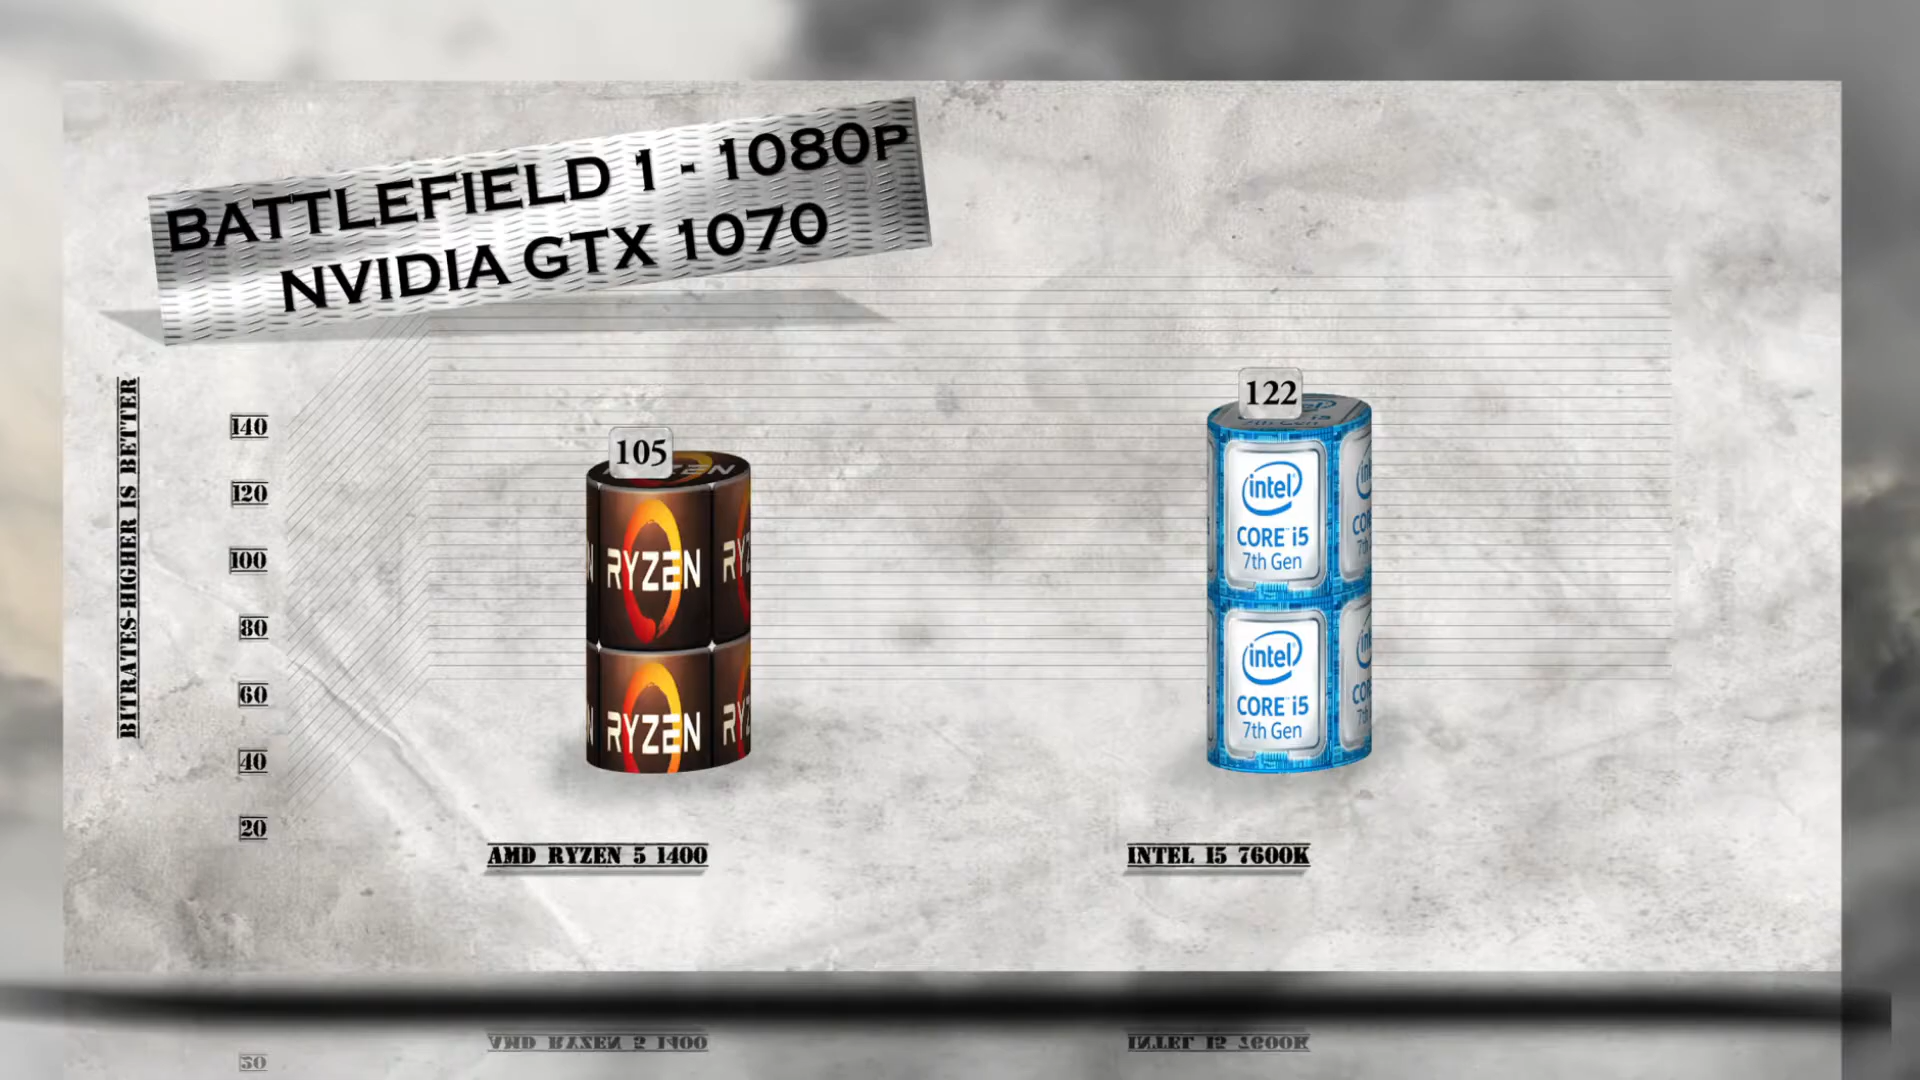 BATTLEFIELD 1 - 1080P
NVIDIA GTX 1070
BITRATES-HIGHER IS BETTER
140
120
100
80
60
40
20
105
RYZEN
RYZEN
RYZEN
122
intel
CORE i5
7th Gen
intel
CORE i5
7th Gen
AMD RYZEN 5 1400
INTEL I5 7600K